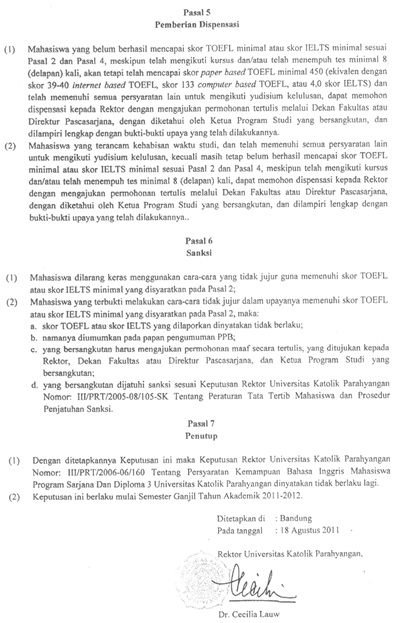 Pasal 5
Pemberian Dispensasi
(1) Mahasiswa yang belum berhasil mencapai skor TOEFL minimal atau skor IELTS minimal sesuai
Pasal 2 dan Pasal 4, meskipun telah mengikuti kursus dan/atau telah menempuh tes minimal 8
(delapan) kali, akan tetapi telah mencapai skor paper based TOEFL minimal 450 (ekivalen dengan
skor 39-40 internet based TOEFL, skor 133 computer based TOEFL, atau 4,0 skor IELTS) dan
telah memenuhi semua persyaratan lain untuk mengikuti yudisium kelulusan, dapat memohon
dispensasi kepada Rektor dengan mengajukan permohonan tertulis melalui Dekan Fakultas atau
Direktur Pascasarjana, dengan diketahui oleh Ketua Program Studi yang bersangkutan, dan
dilampiri lengkap dengan bukti-bukti upaya yang telah dilakukannya.
(2) Mahasiswa yang terancam kehabisan waktu studi, dan telah memenuhi semua persyaratan lain
untuk mengikuti yudisium kelulusan, kecuali masih tetap belum berhasil mencapai skor TOEFL
minimal atau skor IELTS minimal sesuai Pasal 2 dan Pasal 4, meskipun telah mengikuti kursus
dan/atau telah menempuh tes minimal 8 (delapan) kali, dapat memohon dispensasi kepada Rektor
dengan mengajukan permohonan tertulis melalui Dekan Fakultas atau Direktur Pascasarjana,
dengan diketahui oleh Ketua Program Studi yang bersangkutan, dan dilampiri lengkap dengan
bukti-bukti upaya yang telah dilakukannya..
Pasal 6
Sanksi
(1) Mahasiswa dilarang keras menggunakan cara-cara yang tidak jujur guna memenuhi skor TOEFL
atau skor IELTS minimal yang disyaratkan pada Pasal 2;
(2) Mahasiswa yang terbukti melakukan cara-cara tidak jujur dalam upayanya memenuhi skor TOEFL
atau skor IELTS minimal yang disyaratkan pada Pasal 2, maka:
a. skor TOEFL atau skor IELTS yang dilaporkan dinyatakan tidak berlaku;
b. namanya diumumkan pada papan pengumuman PPB;
c. yang bersangkutan harus mengajukan permohonan maaf secara tertulis, yang ditujukan kepada
Rektor, Dekan Fakultas atau Direktur Pascasarjana, dan Ketua Program Studi yang
bersangkutan;
d. yang bersangkutan dijatuhi sanksi sesuai Keputusan Rektor Universitas Katolik Parahyangan
Nomor: III/PRT/2005-08/105-SK Tentang Peraturan Tata Tertib Mahasiswa dan Prosedur
Penjatuhan Sanksi.
Pasal 7
Penutup
(1) Dengan ditetapkannya Keputusan ini maka Keputusan Rektor Universitas Katolik Parahyangan
Nomor: III/PRT/2006-06/160 Tentang Persyaratan Kemampuan Bahasa Inggris Mahasiswa
Program Sarjana Dan Diploma 3 Universitas Katolik Parahyangan dinyatakan tidak berlaku lagi.
(2) Keputusan ini berlaku mulai Semester Ganjil Tahun Akademik 2011-2012.
Ditetapkan di : Bandung
Pada tanggal : 18 Agustus 2011
Rektor Universitas Katolik Parahyangan,
Dr. Cecilia Lauw